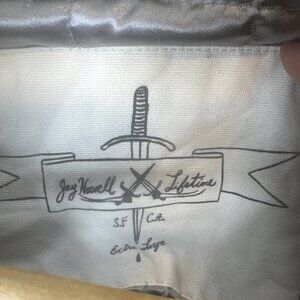 Jay Howell Lifetime
S.F CA.
Extra Large